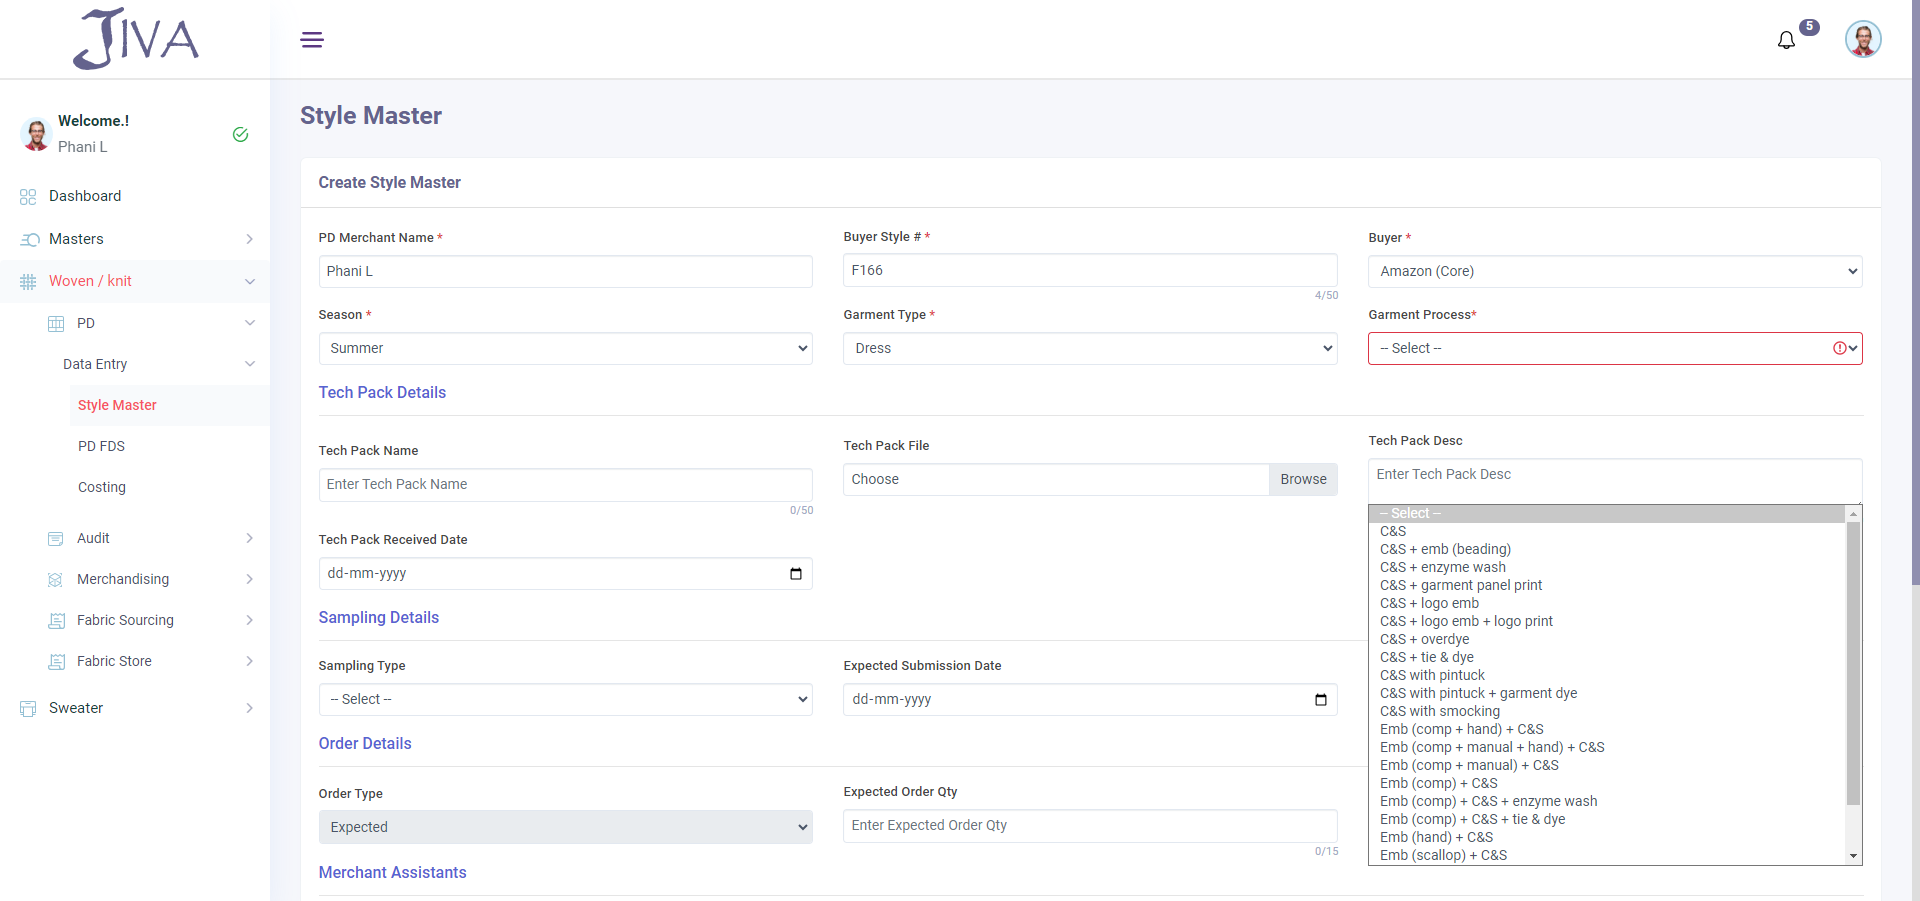 JIVA
5
Welcome.!
Phani L
Dashboard
Masters
Woven / knit
PD
Data Entry
Style Master
PD FDS
Costing
Audit
Merchandising
Fabric Sourcing
Fabric Store
Sweater
Style Master
Create Style Master
PD Merchant Name *
Buyer Style # *
Buyer *
Phani L
F166
Amazon (Core)
4/50
Season *
Garment Type *
Garment Process*
Summer
Dress
-- Select --
Tech Pack Details
Tech Pack Name
Tech Pack File
Tech Pack Desc
Enter Tech Pack Name
Choose
Browse
Enter Tech Pack Desc
0/50
Tech Pack Received Date
dd-mm-yyyy
Sampling Details
Sampling Type
Expected Submission Date
-- Select --
dd-mm-yyyy
Order Details
Order Type
Expected Order Qty
Expected
Enter Expected Order Qty
0/15
Merchant Assistants
-- Select --
C&S
C&S + emb (beading)
C&S + enzyme wash
C&S + garment panel print
C&S + logo emb
C&S + logo emb + logo print
C&S + overdye
C&S + tie & dye
C&S with pintuck
C&S with pintuck + garment dye
C&S with smocking
Emb (comp + hand) + C&S
Emb (comp + manual + hand) + C&S
Emb (comp + manual) + C&S
Emb (comp) + C&S
Emb (comp) + C&S + enzyme wash
Emb (comp) + C&S + tie & dye
Emb (hand) + C&S
Emb (scallop) + C&S